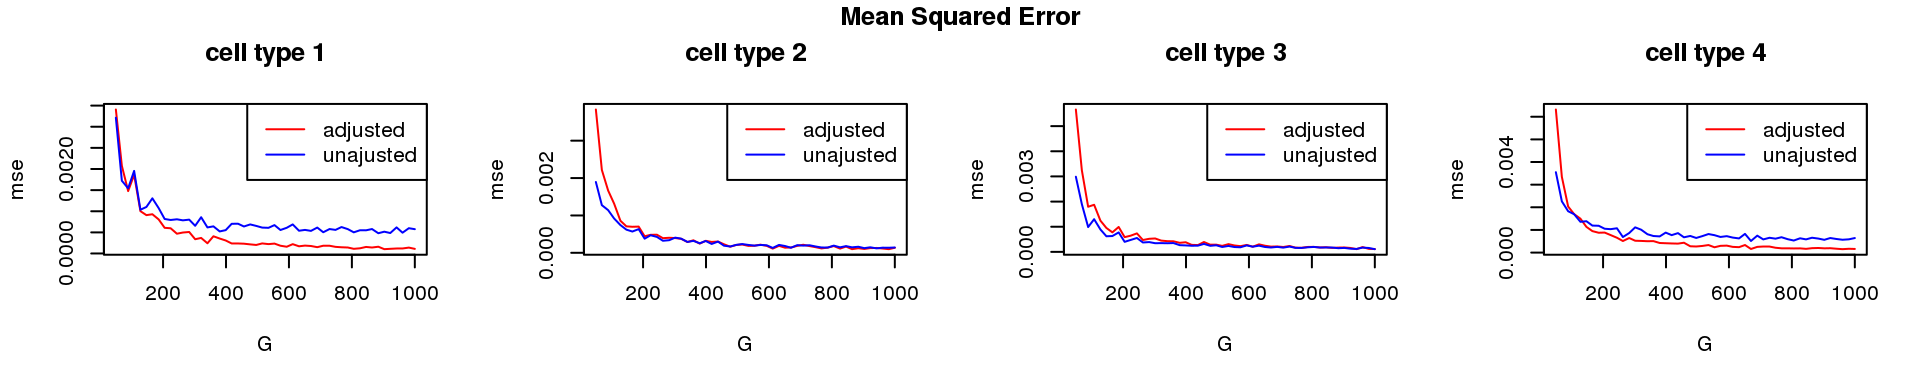 Mean Squared Error
cell type 1
mse
0.0000 0.0020
adjusted
unajusted
200 400 600 800 1000
G
cell type 2
mse
0.000 0.002
adjusted
unajusted
200 400 600 800 1000
G
cell type 3
mse
0.000 0.003
adjusted
unajusted
200 400 600 800 1000
G
cell type 4
mse
0.000 0.004
adjusted
unajusted
200 400 600 800 1000
G